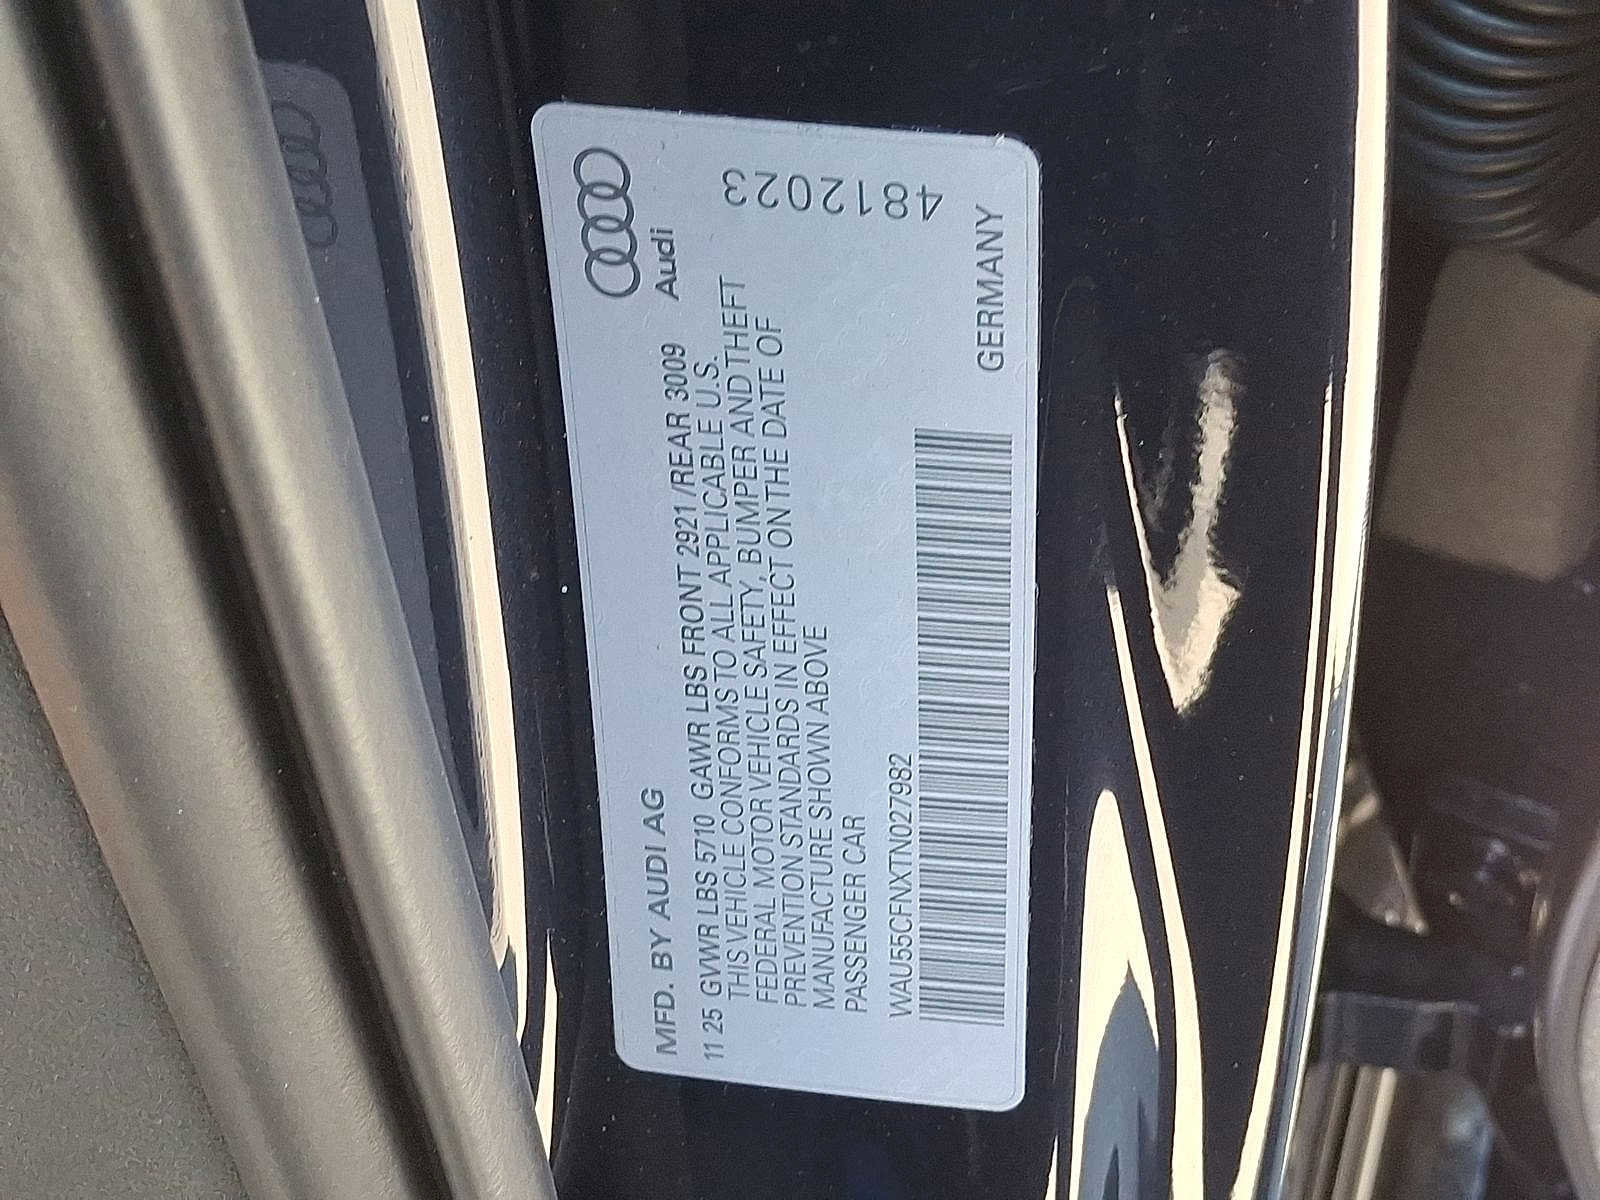 Audi
MFD. BY AUDI AG
11 25 GVWR LBS 5710 GAWR LBS FRONT 2921 /REAR 3009
THIS VEHICLE CONFORMS TO ALL APPLICABLE U.S.
FEDERAL MOTOR VEHICLE SAFETY, BUMPER AND THEFT
PREVENTION STANDARDS IN EFFECT ON THE DATE OF
MANUFACTURE SHOWN ABOVE
PASSENGER CAR
WAU55CFNXTN027982
GERMANY
4812023